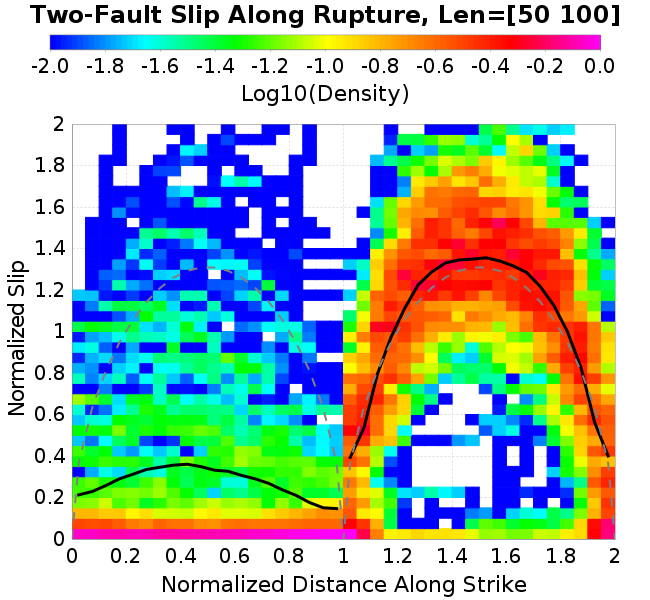 Two-Fault Slip Along Rupture, Len=[50 100]
-2.0 -1.8 -1.6 -1.4 -1.2 -1.0 -0.8 -0.6 -0.4 -0.2 0.0
Log10(Density)
2
1.8
1.6
1.4
1.2
1
0.8
0.6
0.4
0.2
0
Normalized Slip
0 0.2 0.4 0.6 0.8 1 1.2 1.4 1.6 1.8 2
Normalized Distance Along Strike